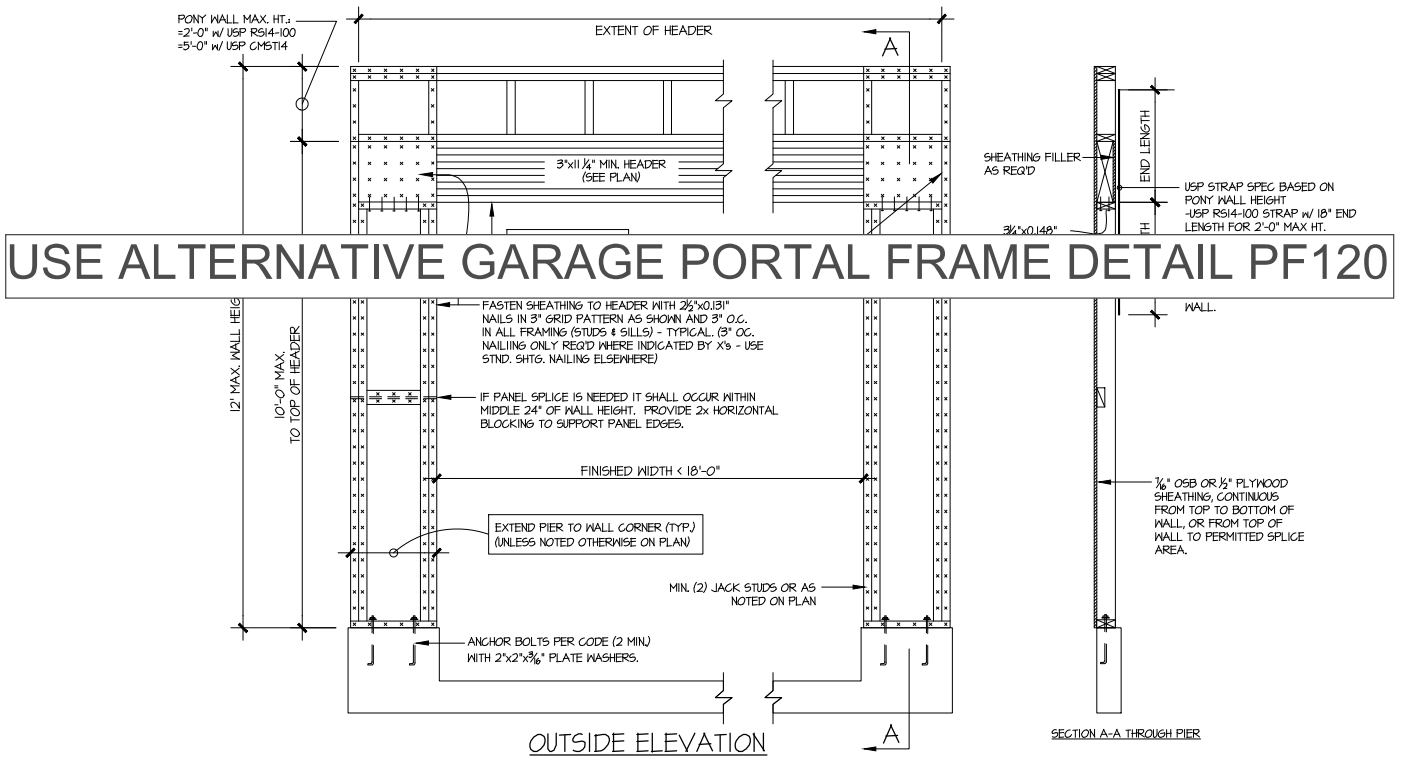 PONY WALL MAX. HT.:
=2'-0" W/ USP RS14-100
=5'-0" W/ USP CMST14
EXTENT OF HEADER
A
3"x11 1/4" MIN. HEADER
(SEE PLAN)
SHEATHING FILLER
AS REQ'D
END LENGTH
USP STRAP SPEC BASED ON
PONY WALL HEIGHT
-USP RS14-100 STRAP w/ 18" END
LENGTH FOR 2'-0" MAX HT.
3 1/4"x0.148"
USE ALTERNATIVE GARAGE PORTAL FRAME DETAIL PF120
WALL.
FASTEN SHEATHING TO HEADER WITH 2 1/2"x0.131"
NAILS IN 3" GRID PATTERN AS SHOWN AND 3" O.C.
IN ALL FRAMING (STUDS & SILLS) - TYPICAL. (3" OC.
NAILING ONLY REQ'D WHERE INDICATED BY X's - USE
STND. SHTG. NAILING ELSEWHERE)
12' MAX. WALL
10'-0" MAX.
TO TOP OF HEADER
IF PANEL SPLICE IS NEEDED IT SHALL OCCUR WITHIN
MIDDLE 24" OF WALL HEIGHT. PROVIDE 2x HORIZONTAL
BLOCKING TO SUPPORT PANEL EDGES.
FINISHED WIDTH < 18'-0"
7/16" OSB OR 1/2" PLYWOOD
SHEATHING, CONTINUOUS
FROM TOP TO BOTTOM OF
WALL, OR FROM TOP OF
WALL TO PERMITTED SPLICE
AREA.
EXTEND PIER TO WALL CORNER (TYP.)
(UNLESS NOTED OTHERWISE ON PLAN)
MIN. (2) JACK STUDS OR AS
NOTED ON PLAN
ANCHOR BOLTS PER CODE (2 MIN.)
WITH 2"x2"x3/16" PLATE WASHERS.
A
OUTSIDE ELEVATION
SECTION A-A THROUGH PIER